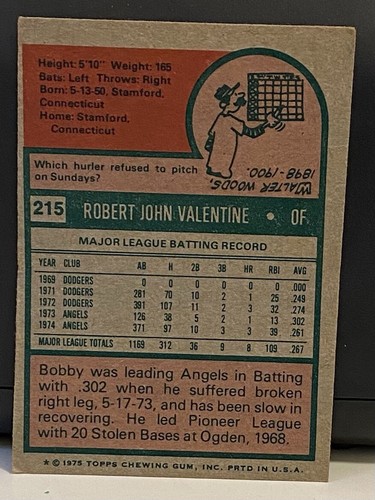 Height: 5'10" Weight: 165
Bats: Left Throws: Right
Born: 5-13-50, Stamford,
Connecticut
Home: Stamford,
Connecticut
Which hurler refused to pitch
on Sundays?
WALTER WOODS,
1898-1900.
215 ROBERT JOHN VALENTINE • OF
MAJOR LEAGUE BATTING RECORD
YEAR CLUB AB H 2B 3B HR RBI AVG
1969 DODGERS 0 0 0 0 0 0 .000
1971 DODGERS 281 70 10 2 1 25 .249
1972 DODGERS 391 107 11 2 3 32 .274
1973 ANGELS 126 38 5 2 1 13 .302
1974 ANGELS 371 97 10 3 3 39 .261
MAJOR LEAGUE TOTALS 1169 312 36 9 8 109 .267
Bobby was leading Angels in Batting
with .302 when he suffered broken
right leg, 5-17-73, and has been slow in
recovering. He led Pioneer League
with 20 Stolen Bases at Ogden, 1968.
* © 1975 TOPPS CHEWING GUM, INC. PRTD IN U.S.A.